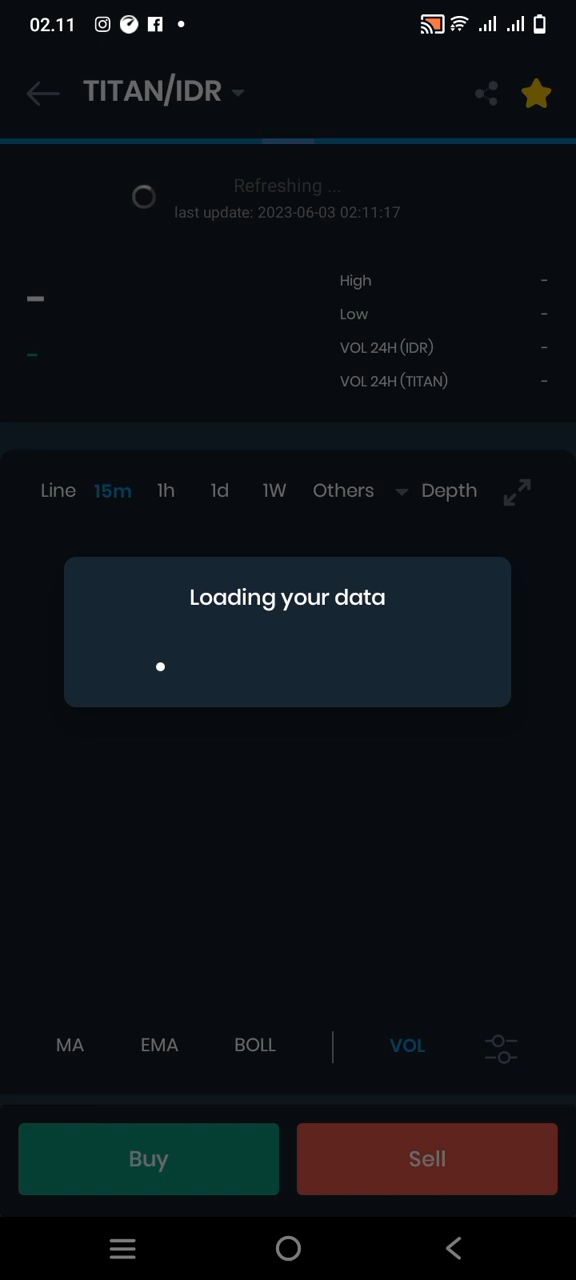 02.11
TITAN/IDR
Refreshing ...
last update: 2023-06-03 02:11:17
High -
Low -
VOL 24H (IDR) -
VOL 24H (TITAN) -
Line 15m 1h 1d 1W Others Depth
Loading your data
MA EMA BOLL VOL
Buy Sell